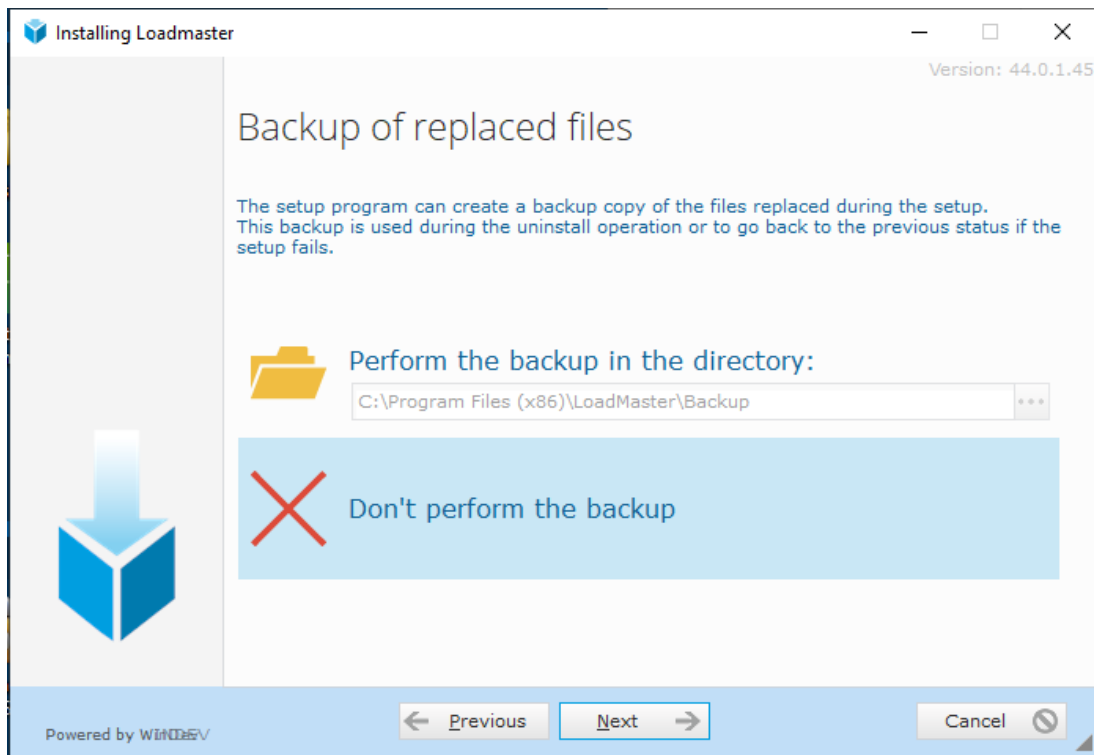 Installing Loadmaster
Version: 44.0.1.45
Backup of replaced files
The setup program can create a backup copy of the files replaced during the setup.
This backup is used during the uninstall operation or to go back to the previous status if the
setup fails.
Perform the backup in the directory:
C:\Program Files (x86)\LoadMaster\Backup
Don't perform the backup
Powered by
Previous
Next
Cancel